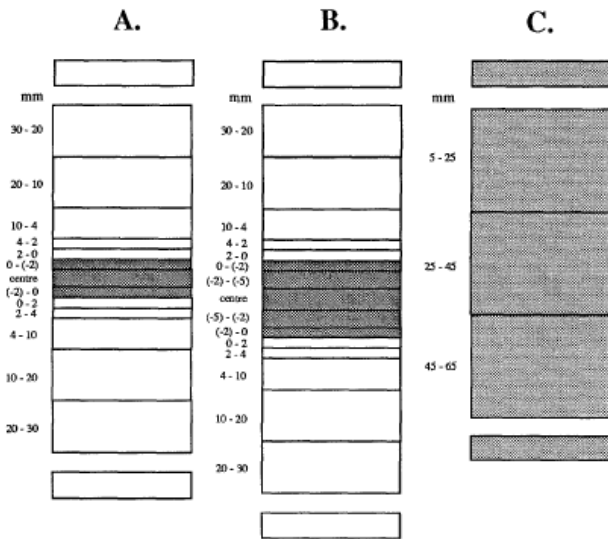 A.
mm
30 - 20
20 - 10
10 - 4
4 - 2
2 - 0
0 - (-2)
centre
(-2) - 0
0 - 2
2 - 4
4 - 10
10 - 20
20 - 30
B.
mm
30 - 20
20 - 10
10 - 4
4 - 2
2 - 0
0 - (-2)
(-2) - (-5)
centre
(-5) - (-2)
(-2) - 0
0 - 2
2 - 4
4 - 10
10 - 20
20 - 30
C.
mm
5 - 25
25 - 45
45 - 65